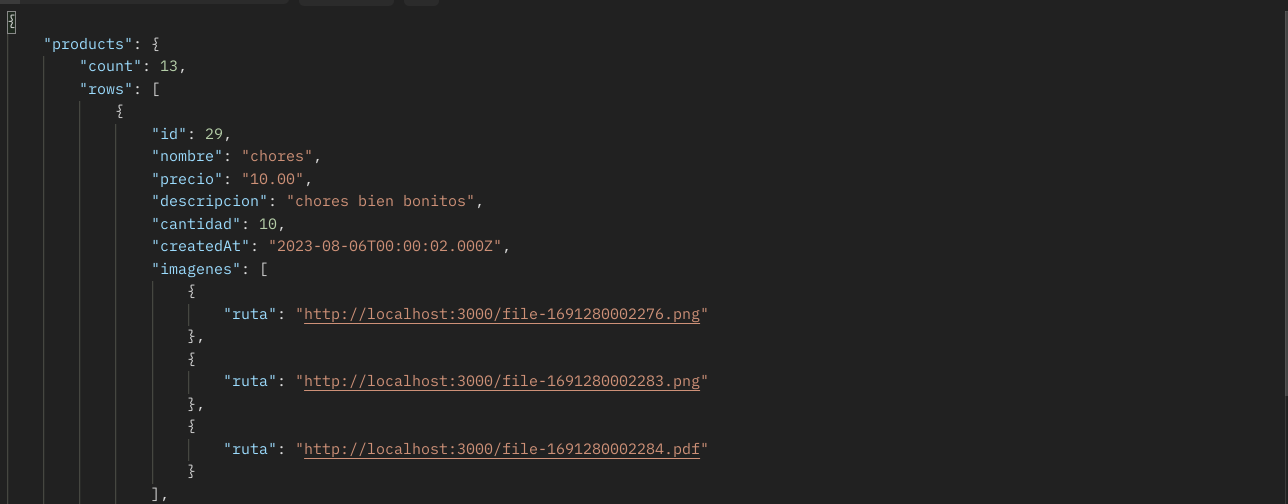 {
"products": {
"count": 13,
"rows": [
{
"id": 29,
"nombre": "chores",
"precio": "10.00",
"descripcion": "chores bien bonitos",
"cantidad": 10,
"createdAt": "2023-08-06T00:00:02.000Z",
"imagenes": [
{
"ruta": "http://localhost:3000/file-1691280002276.png"
},
{
"ruta": "http://localhost:3000/file-1691280002283.png"
},
{
"ruta": "http://localhost:3000/file-1691280002284.pdf"
}
],